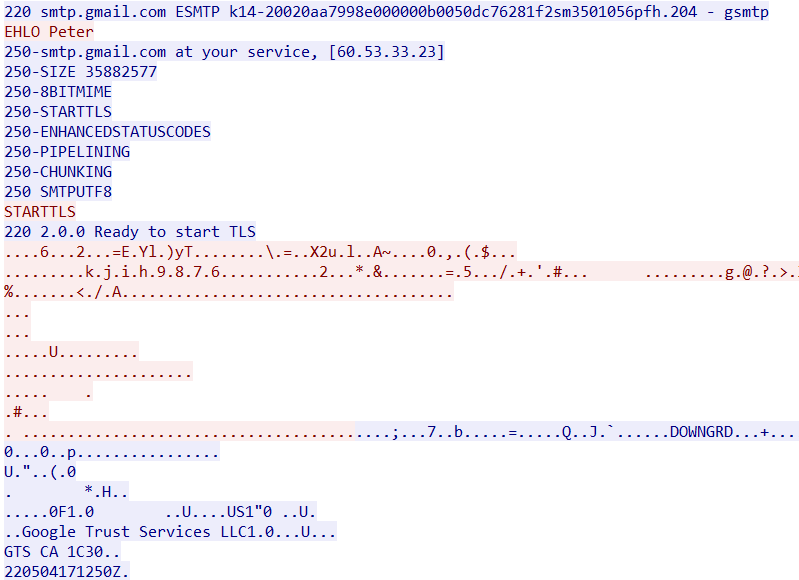 220 smtp.gmail.com ESMTP k14-20020aa7998e000000b0050dc76281f2sm3501056pfh.204 - gsmtp
EHLO Peter
250-smtp.gmail.com at your service, [60.53.33.23]
250-SIZE 35882577
250-8BITMIME
250-STARTTLS
250-ENHANCEDSTATUSCODES
250-PIPELINING
250-CHUNKING
250 SMTPUTF8
STARTTLS
220 2.0.0 Ready to start TLS
....6...2...=E.Yl.)yT........\.=..X2u.l..A~....0.,.(.$...
.........k.j.i.h.9.8.7.6...........2...*.&.......=.5.../.+.'.#...      .........g.@.?.>.
%.......<./.A.....................................
...
...
.....U.........
.....................
.....    .
.#...
. .........................................;...7..b.....=.....Q..J.`......DOWNGRD...+...
0...0..p................
U."..(.0
.        *.H..
.....0F1.0        ..U....US1"0 ..U.
..Google Trust Services LLC1.0...U...
GTS CA 1C30..
220504171250Z.